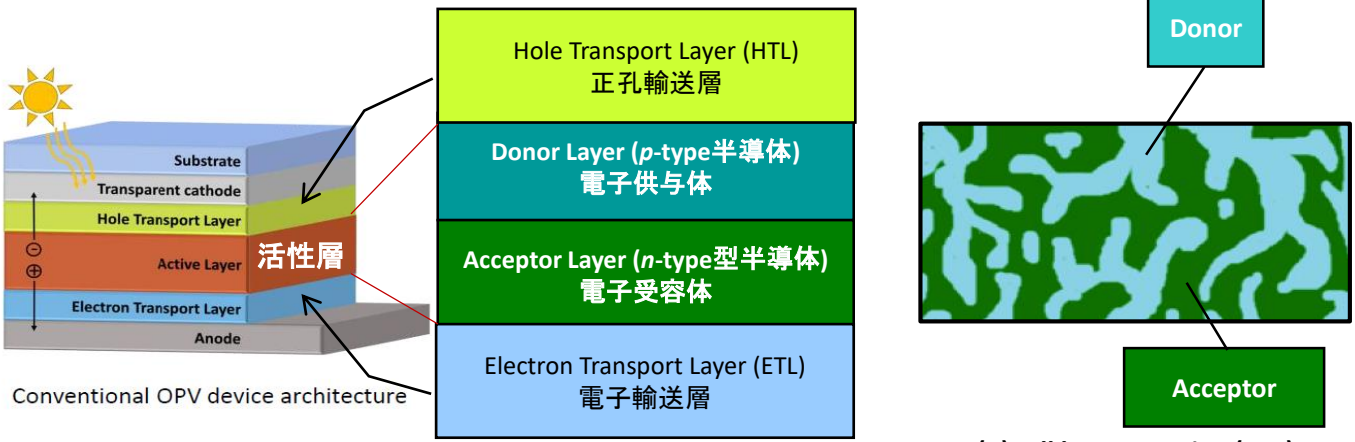 Substrate
Transparent cathode
Hole Transport Layer
Active Layer
活性層
Electron Transport Layer
Anode
⊖
⊕
Conventional OPV device architecture
Hole Transport Layer (HTL)
正孔輸送層
Donor Layer (p-type半導体)
電子供与体
Acceptor Layer (n-type型半導体)
電子受容体
Electron Transport Layer (ETL)
電子輸送層
Donor
Acceptor